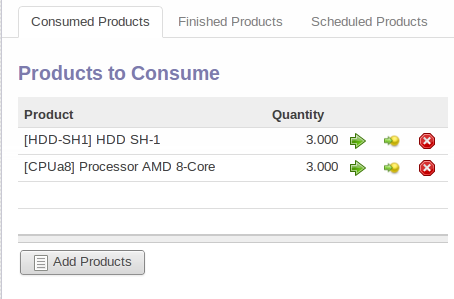 Consumed Products Finished Products Scheduled Products
Products to Consume
Product Quantity
[HDD-SH1] HDD SH-1 3.000
[CPUa8] Processor AMD 8-Core 3.000
Add Products